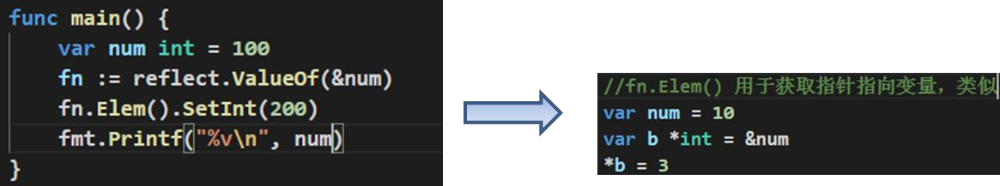 func main() {
    var num int = 100
    fn := reflect.ValueOf(&num)
    fn.Elem().SetInt(200)
    fmt.Printf("%v\n", num)
}
//fn.Elem() 用于获取指针指向变量，类似
var num = 10
var b *int = &num
*b = 3